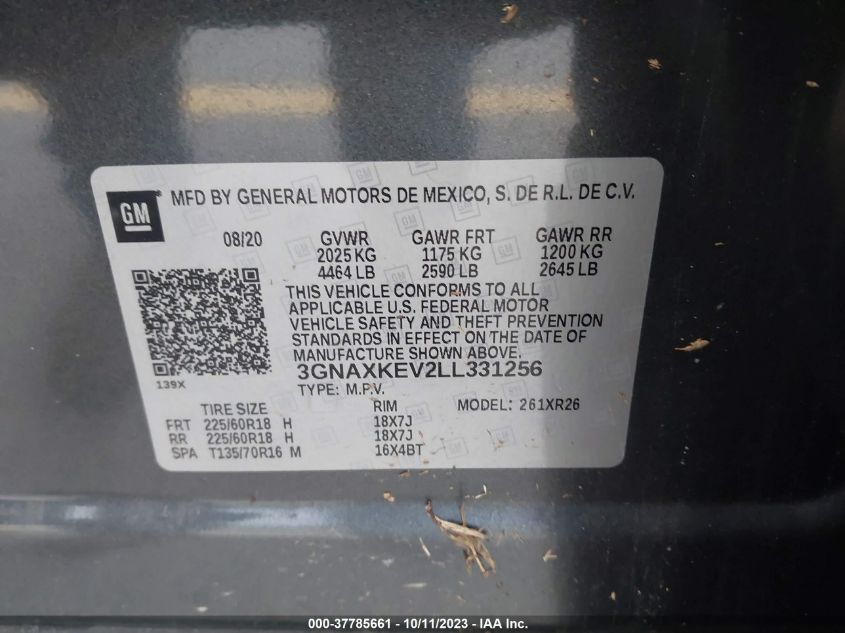 GM
MFD BY GENERAL MOTORS DE MEXICO, S. DE R.L. DE C.V.
08/20 GVWR GAWR FRT GAWR RR
2025 KG 1175 KG 1200 KG
4464 LB 2590 LB 2645 LB
THIS VEHICLE CONFORMS TO ALL
APPLICABLE U.S. FEDERAL MOTOR
VEHICLE SAFETY AND THEFT PREVENTION
STANDARDS IN EFFECT ON THE DATE OF
MANUFACTURE SHOWN ABOVE.
139X
3GNAXKEV2LL331256
TYPE: M.P.V.
TIRE SIZE RIM MODEL: 261XR26
FRT 225/60R18 H 18X7J
RR 225/60R18 H 18X7J
SPA T135/70R16 M 16X4BT
000-37785661 - 10/11/2023 - IAA Inc.